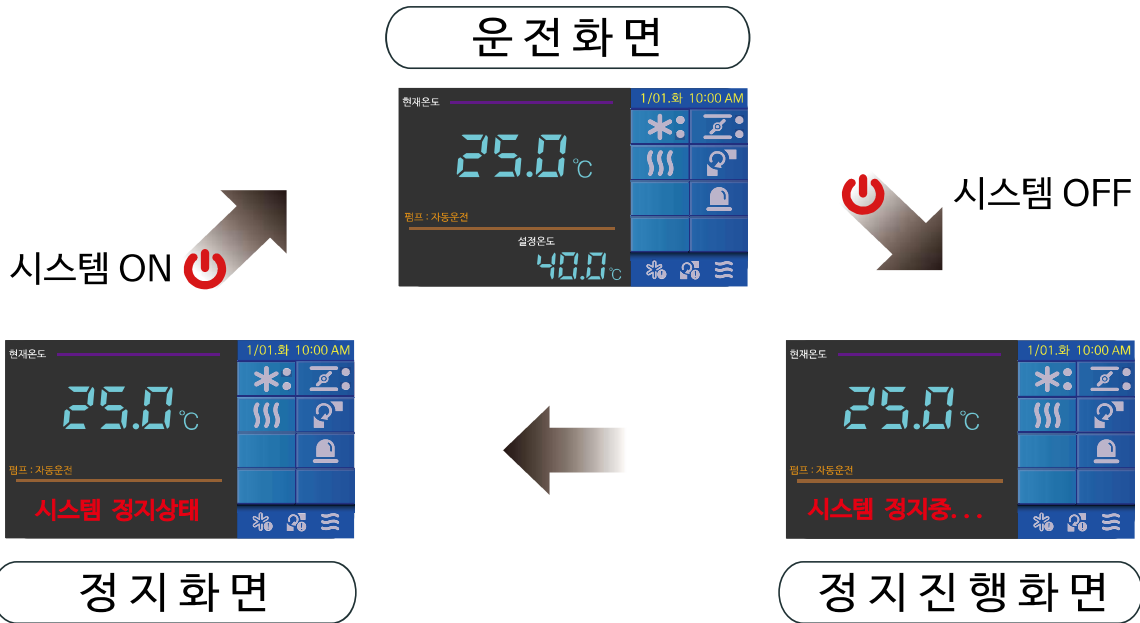 운전화면
현재온도
1/01.화 10:00 AM
25.0 ℃
펌프 : 자동운전
설정온도
40.0 ℃
시스템 ON
시스템 OFF
현재온도
1/01.화 10:00 AM
25.0 ℃
펌프 : 자동운전
시스템 정지상태
정지화면
현재온도
1/01.화 10:00 AM
25.0 ℃
펌프 : 자동운전
시스템 정지중...
정지진행화면